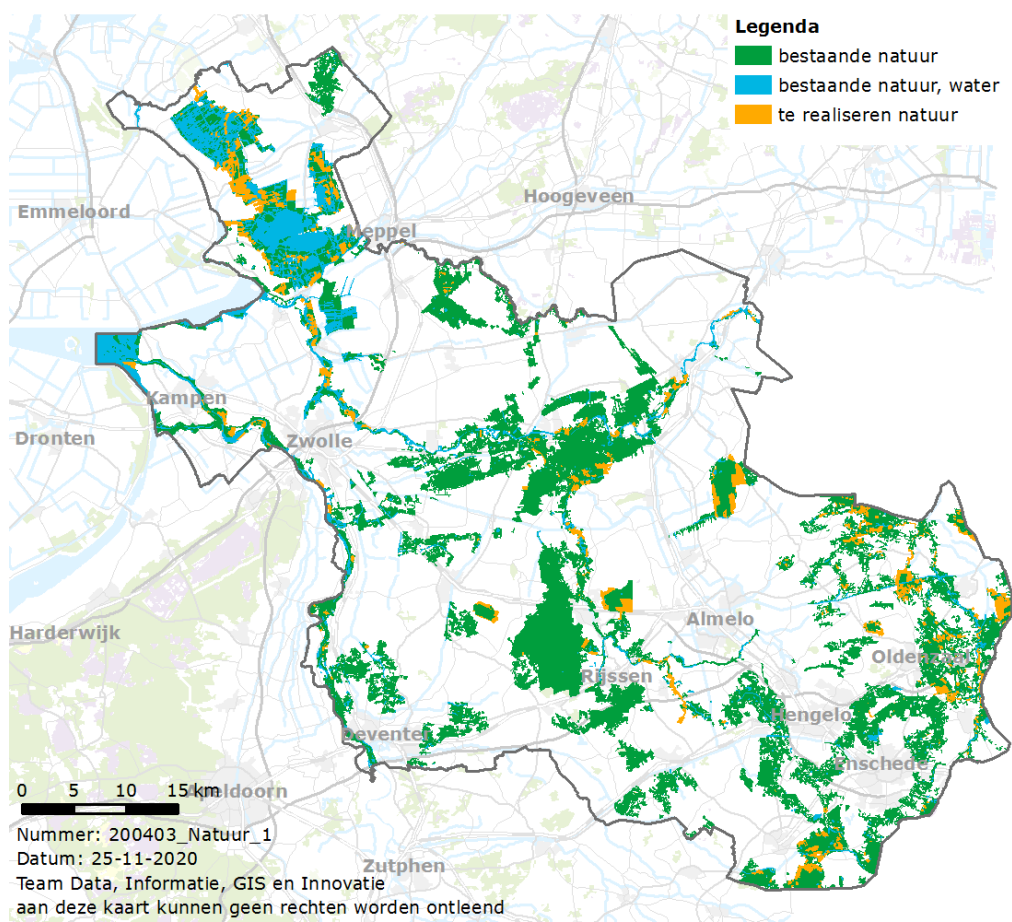 Legenda
bestaande natuur
bestaande natuur, water
te realiseren natuur
Hoogeveen
Emmeloord
Meppel
Kampen
Dronten
Zwolle
Harderwijk
Almelo
Oldenzaal
Rijssen
Hengelo
Deventer
Enschede
0 5 10 15 km
Apeldoorn
Nummer: 200403_Natuur_1
Datum: 25-11-2020
Zutphen
Team Data, Informatie, GIS en Innovatie
aan deze kaart kunnen geen rechten worden ontleend